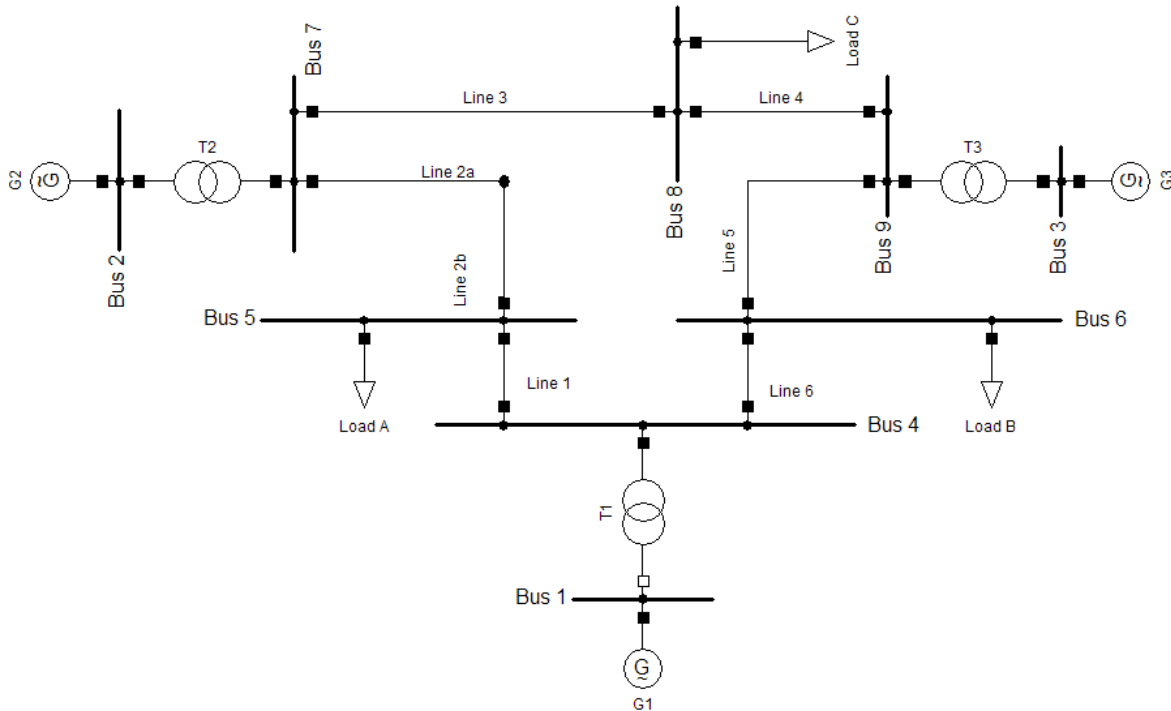 Bus 7
Load C
Line 3
Line 4
T2
T3
G2
G
Line 2a
G
G3
Bus 8
Bus 9
Bus 3
Bus 2
Line 2b
Line 5
Bus 5
Bus 6
Line 1
Line 6
Load A
Bus 4
Load B
T1
Bus 1
G
G1